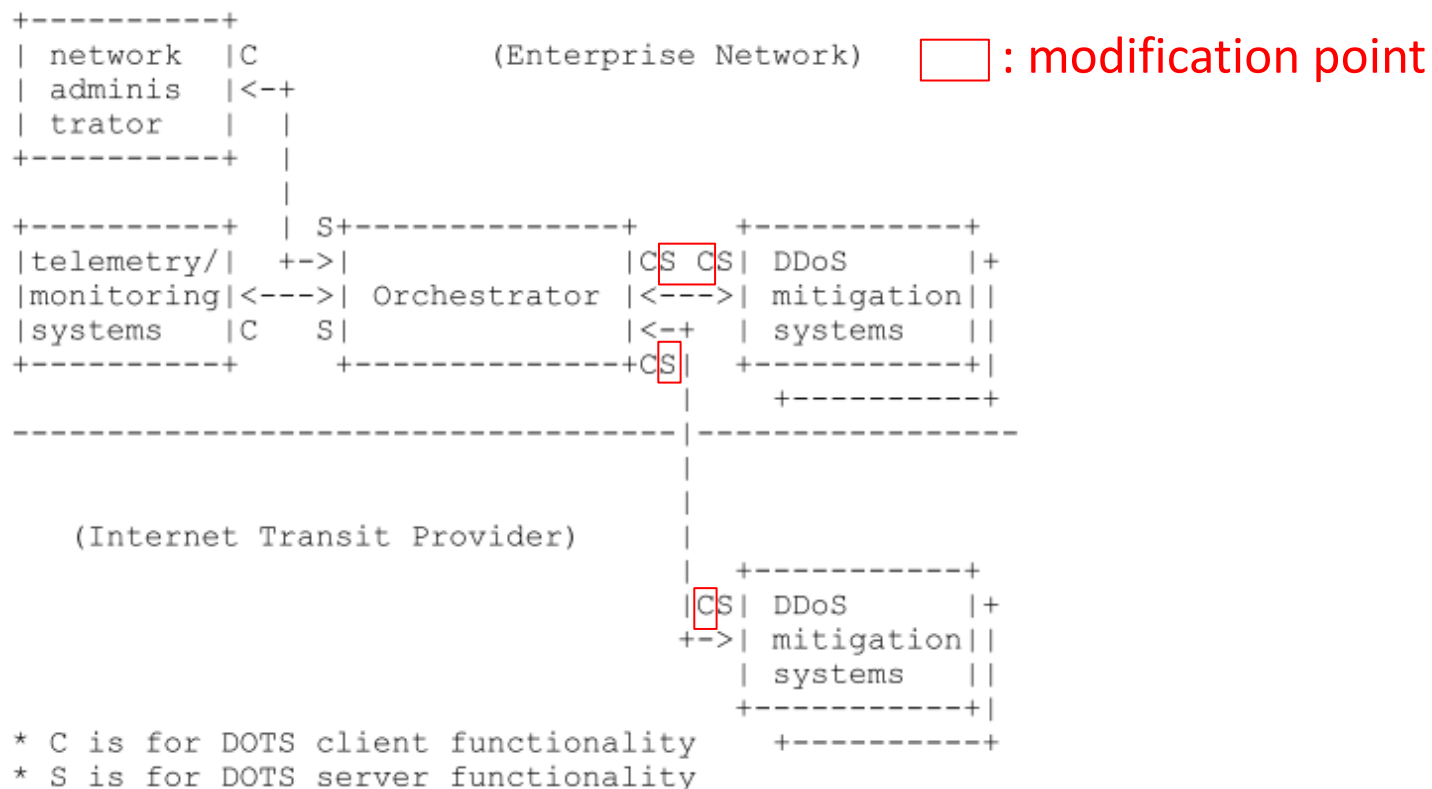 +-----------+
| network   |C            (Enterprise Network)   : modification point
| adminis   |<-+
| trator    |  |
+-----------+  |
               |
+-----------+  | S+---------------+     +-----------+
|telemetry/|  +->|               |CS CS| DDoS      |+
|monitoring|<--->| Orchestrator  |<--->| mitigation||
|systems   |C   S|               |<-+  | systems   ||
+----------+     +---------------+CS|  +-----------+|
                                    |    +----------+
------------------------------------|-----------------
                                    |
                                    |
   (Internet Transit Provider)      |
                                    |  +-----------+
                                    |CS| DDoS      |+
                                    +->| mitigation||
                                       | systems   ||
                                       +-----------+|
* C is for DOTS client functionality     +----------+
* S is for DOTS server functionality